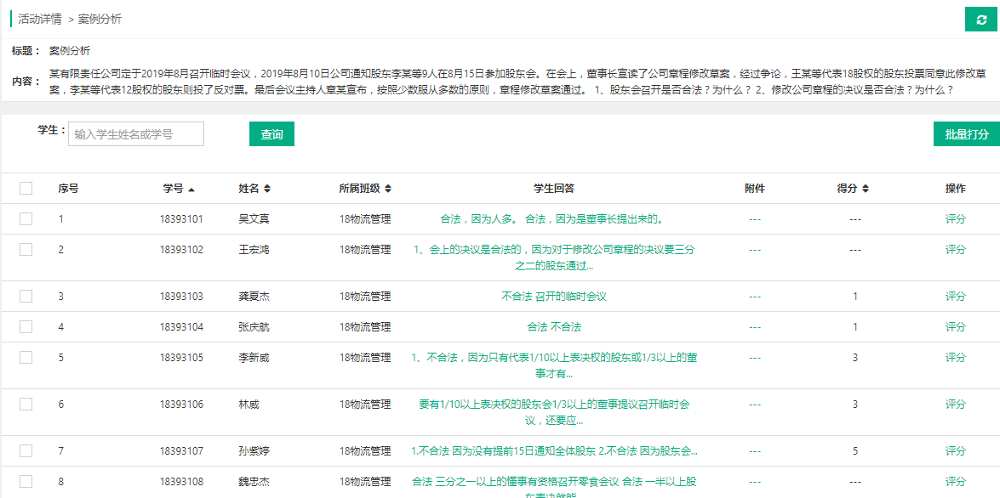 活动详情 > 案例分析
标题： 案例分析
内容： 某有限责任公司定于2019年8月召开临时会议，2019年8月10日公司通知股东李某等9人在8月15日参加股东会。在会上，董事长宣读了公司章程修改草案，经过争论，王某等代表18股权的股东投票同意此修改草
案，李某等代表12股权的股东则投了反对票。最后会议主持人章某宣布，按照少数服从多数的原则，章程修改草案通过。 1、股东会召开是否合法？为什么？ 2、修改公司章程的决议是否合法？为什么？
学生： 输入学生姓名或学号 查询 批量打分
序号 学号 姓名 所属班级 学生回答 附件 得分 操作
1 18393101 吴文真 18物流管理 合法，因为人多。 合法，因为是董事长提出来的。 --- --- 评分
2 18393102 王宏鸿 18物流管理 1、会上的决议是合法的，因为对于修改公司章程的决议要三分 --- --- 评分
之二的股东通过...
3 18393103 龚夏杰 18物流管理 不合法 召开的临时会议 --- 1 评分
4 18393104 张庆航 18物流管理 合法 不合法 --- 1 评分
5 18393105 李新威 18物流管理 1、不合法，因为只有代表1/10以上表决权的股东或1/3以上的董 --- 3 评分
事才有...
6 18393106 林威 18物流管理 要有1/10以上表决权的股东会1/3以上的董事提议召开临时会 --- 3 评分
议，还要应...
7 18393107 孙紫婷 18物流管理 1.不合法 因为没有提前15日通知全体股东 2.不合法 因为股东会... --- 5 评分
8 18393108 魏忠杰 18物流管理 合法 三分之一以上的懂事有资格召开零食会议 合法 一半以上股 --- --- 评分